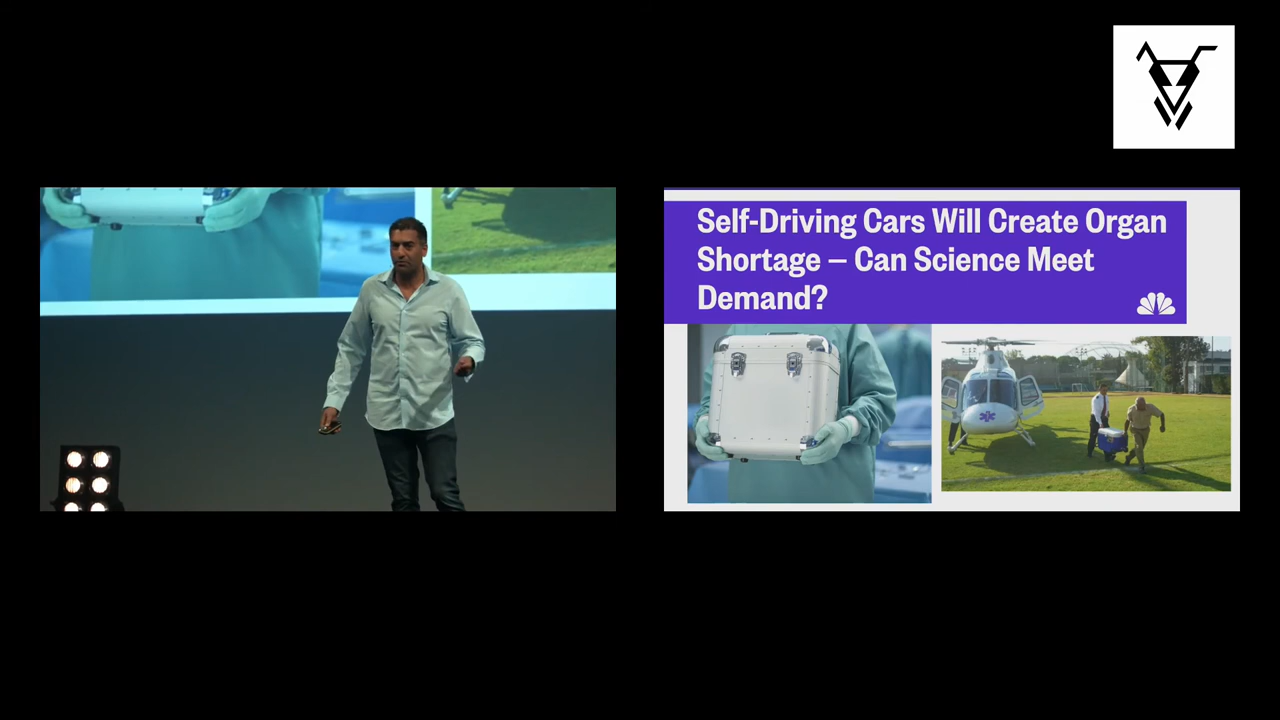 Self-Driving Cars Will Create Organ
Shortage – Can Science Meet
Demand?